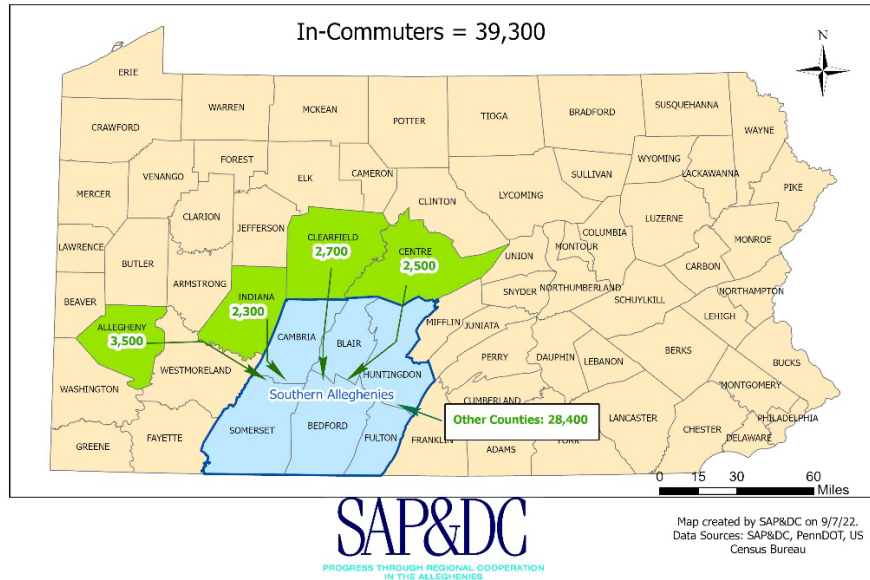 In-Commuters = 39,300
N
ERIE
WARREN
MCKEAN
POTTER
TIOGA
BRADFORD
SUSQUEHANNA
WAYNE
CRAWFORD
FOREST
VENANGO
ELK
CAMERON
SULLIVAN
WYOMING
LACKAWANNA
PIKE
MERCER
CLARION
JEFFERSON
CLINTON
LYCOMING
LUZERNE
COLUMBIA
MONTOUR
MONROE
LAWRENCE
BUTLER
ARMSTRONG
CLEARFIELD
2,700
CENTRE
2,500
UNION
CARBON
BEAVER
INDIANA
2,300
SNYDER
NORTHUMBERLAND
SCHUYLKILL
NORTHAMPTON
LEHIGH
ALLEGHENY
3,500
CAMBRIA
BLAIR
MIFFLIN
JUNIATA
WESTMORELAND
HUNTINGDON
PERRY
DAUPHIN
LEBANON
BERKS
BUCKS
WASHINGTON
Southern Alleghenies
CUMBERLAND
MONTGOMERY
Other Counties: 28,400
LANCASTER
PHILADELPHIA
GREENE
FAYETTE
SOMERSET
BEDFORD
FULTON
FRANKLIN
ADAMS
YORK
CHESTER
DELAWARE
0 15 30 60
Miles
SAP&DC
PROGRESS THROUGH REGIONAL COOPERATION
IN THE ALLEGHENIES
Map created by SAP&DC on 9/7/22.
Data Sources: SAP&DC, PennDOT, US
Census Bureau